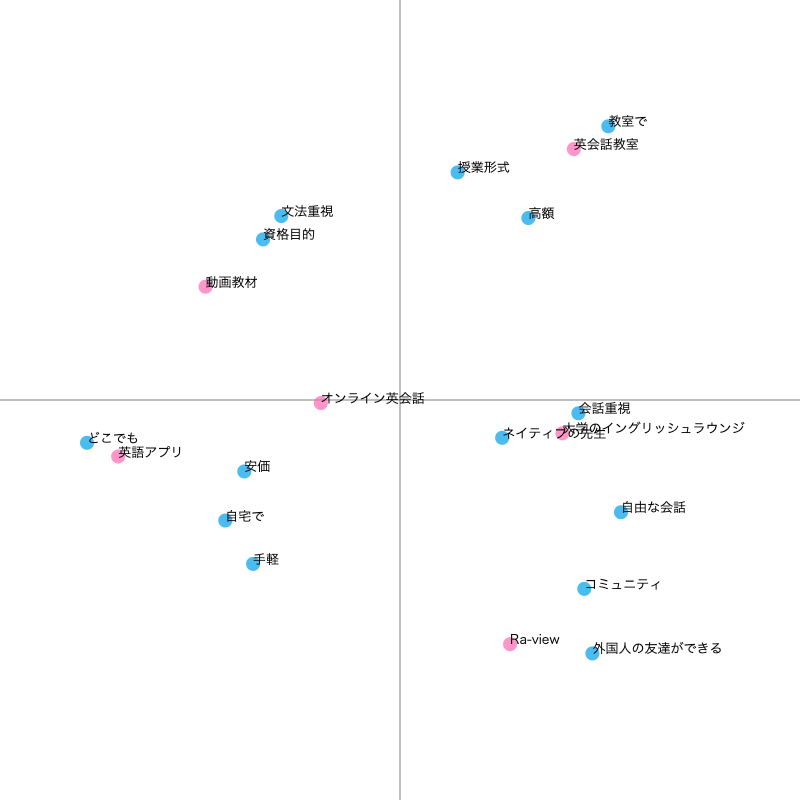 教室で
英会話教室
授業形式
文法重視
高額
資格目的
動画教材
オンライン英会話
会話重視
大学のイングリッシュラウンジ
ネイティブの先生
どこでも
英語アプリ
安価
自由な会話
自宅で
手軽
コミュニティ
Ra-view
外国人の友達ができる